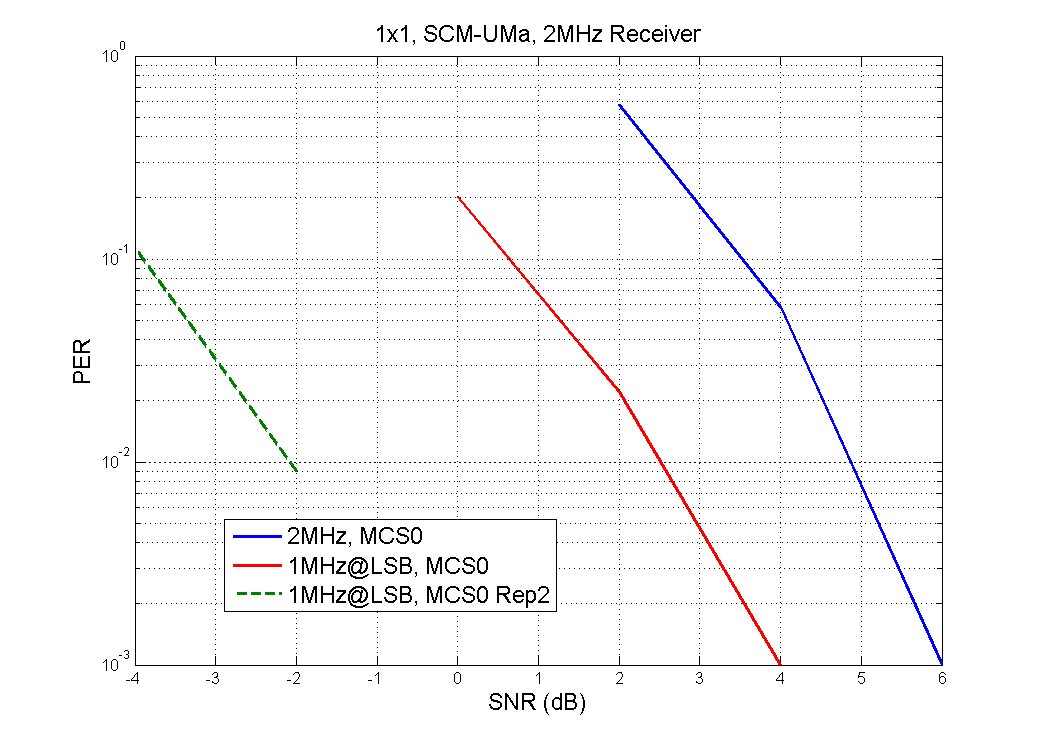 1x1, SCM-UMa, 2MHz Receiver
10^0
10^-1
10^-2
10^-3
PER
2MHz, MCS0
1MHz@LSB, MCS0
1MHz@LSB, MCS0 Rep2
-4 -3 -2 -1 0 1 2 3 4 5 6
SNR (dB)